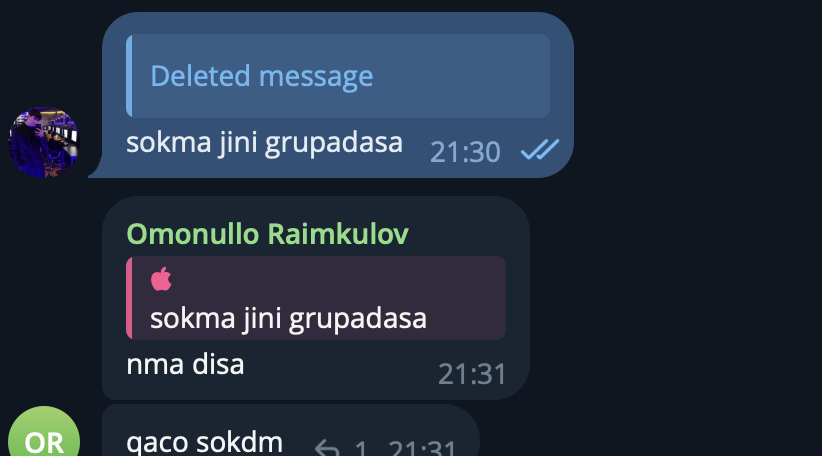 Deleted message
sokma jini grupadasa 21:30
Omonullo Raimkulov
sokma jini grupadasa
nma disa 21:31
OR qaco sokdm 1 21:31